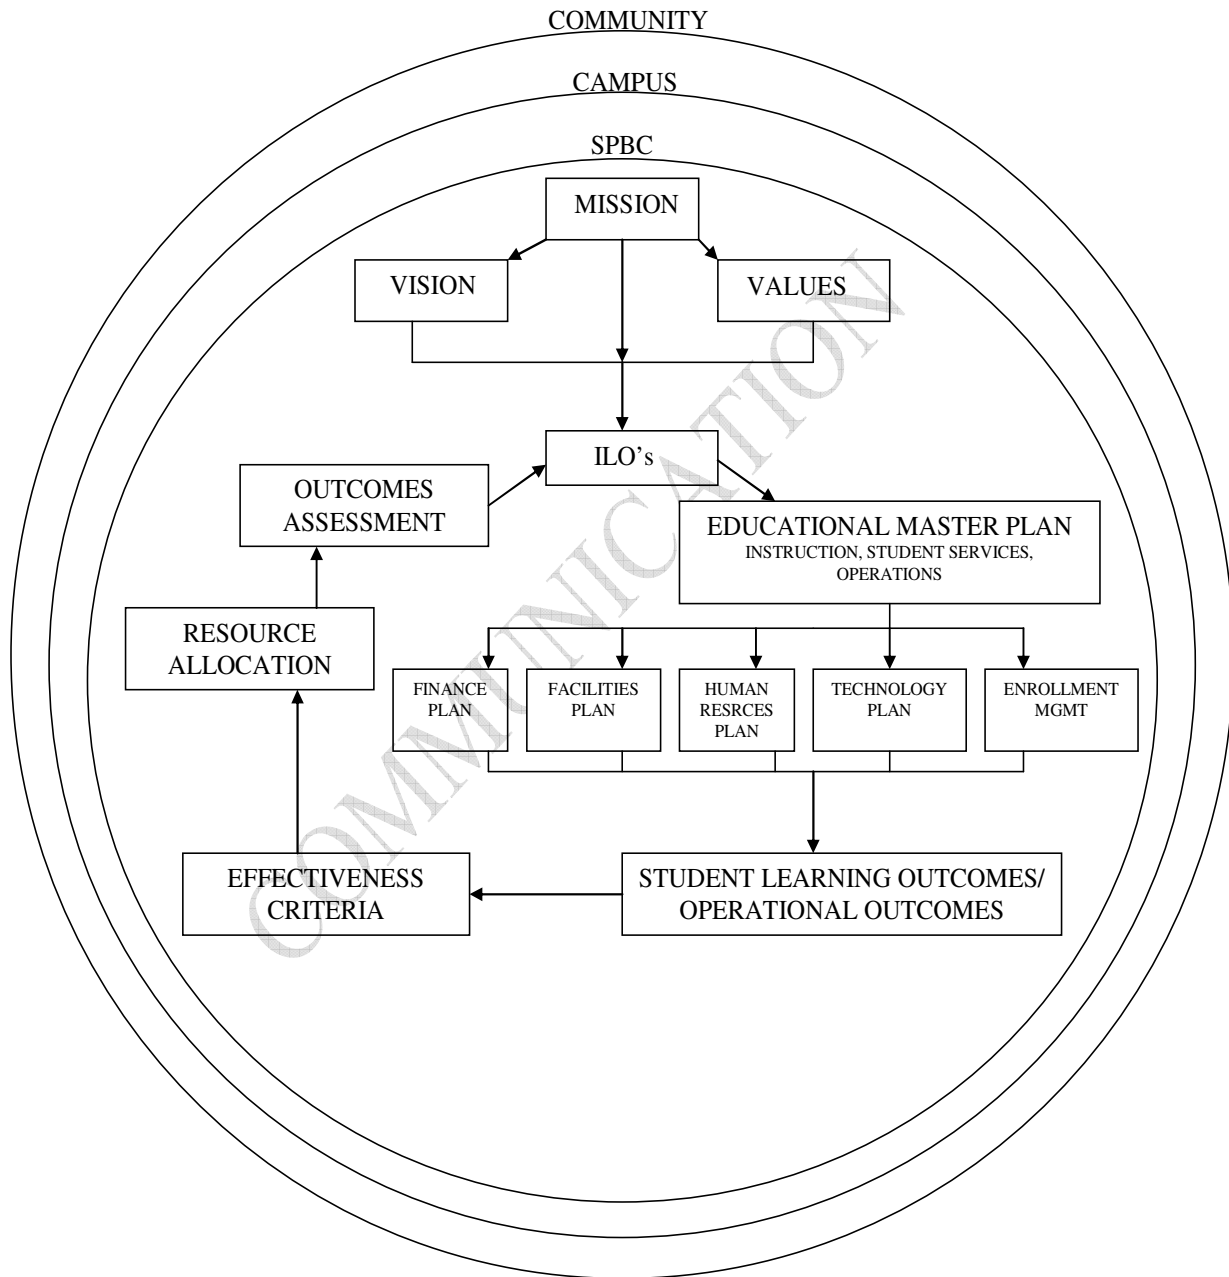 COMMUNITY
CAMPUS
SPBC
MISSION
VISION
VALUES
ILO's
OUTCOMES
ASSESSMENT
EDUCATIONAL MASTER PLAN
INSTRUCTION, STUDENT SERVICES,
OPERATIONS
RESOURCE
ALLOCATION
FINANCE
PLAN
FACILITIES
PLAN
HUMAN
RESRCES
PLAN
TECHNOLOGY
PLAN
ENROLLMENT
MGMT
EFFECTIVENESS
CRITERIA
STUDENT LEARNING OUTCOMES/
OPERATIONAL OUTCOMES
COMMUNICATION